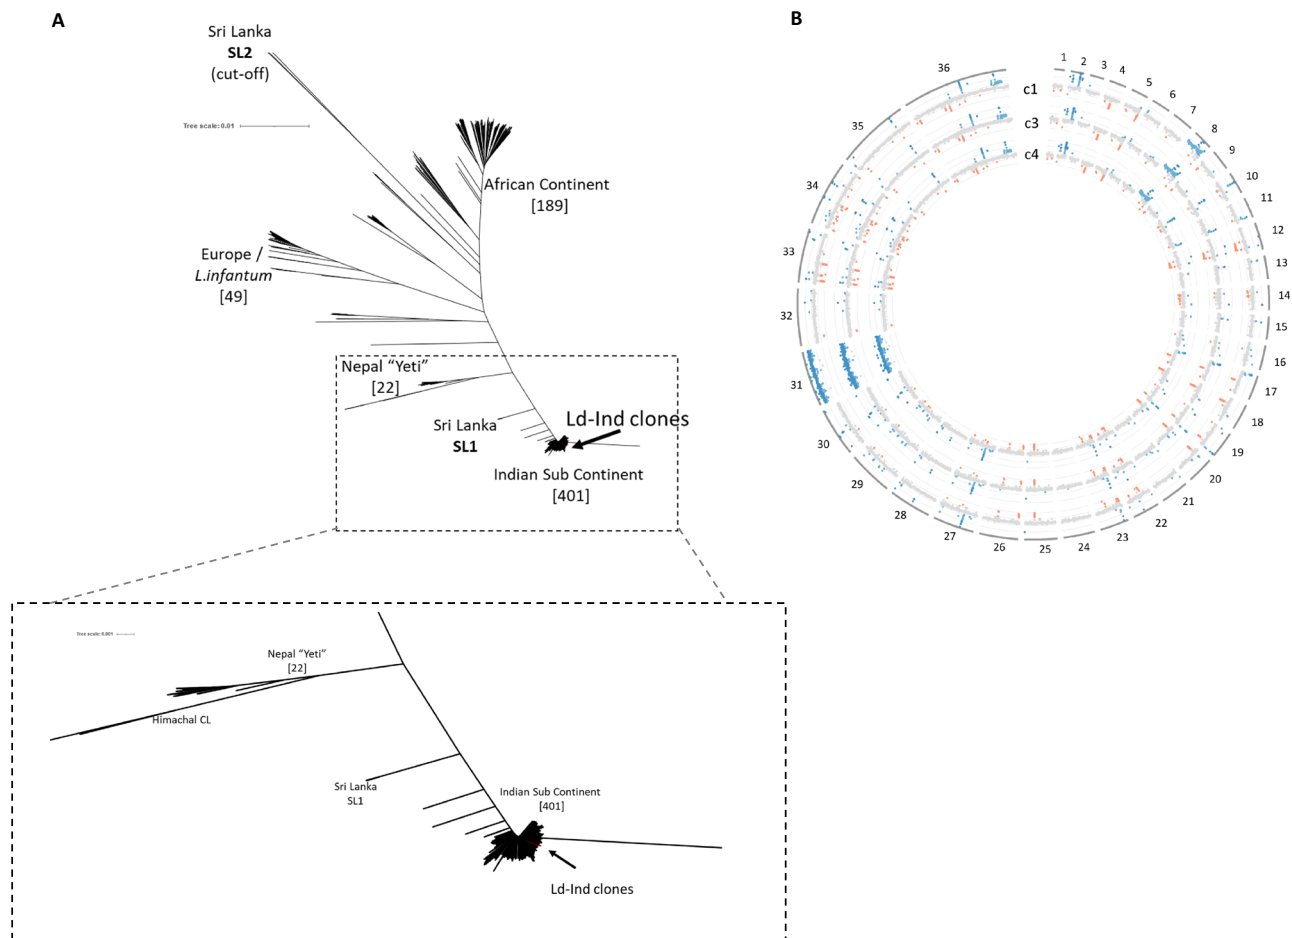 A
Sri Lanka
SL2
(cut-off)
Tree scale: 0.01
African Continent
[189]
Europe /
L.infantum
[49]
Nepal “Yeti”
[22]
Sri Lanka
SL1
Ld-Ind clones
Indian Sub Continent
[401]
Tree scale: 0.001
Nepal “Yeti”
[22]
Himachal CL
Sri Lanka
SL1
Indian Sub Continent
[401]
Ld-Ind clones
B
c1
c3
c4
1
2
3
4
5
6
7
8
9
10
11
12
13
14
15
16
17
18
19
20
21
22
23
24
25
26
27
28
29
30
31
32
33
34
35
36